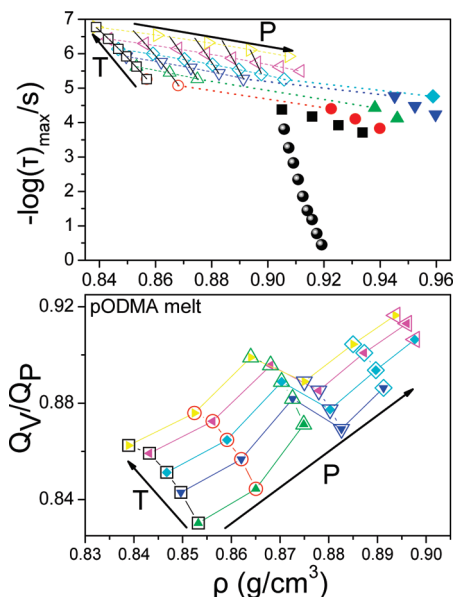 7
6
5
4
3
2
1
0
-log(τ)max/s
T
P
0.84 0.86 0.88 0.90 0.92 0.94 0.96
0.92
0.88
0.84
QV/QP
pODMA melt
T
P
0.83 0.84 0.85 0.86 0.87 0.88 0.89 0.90
ρ (g/cm³)